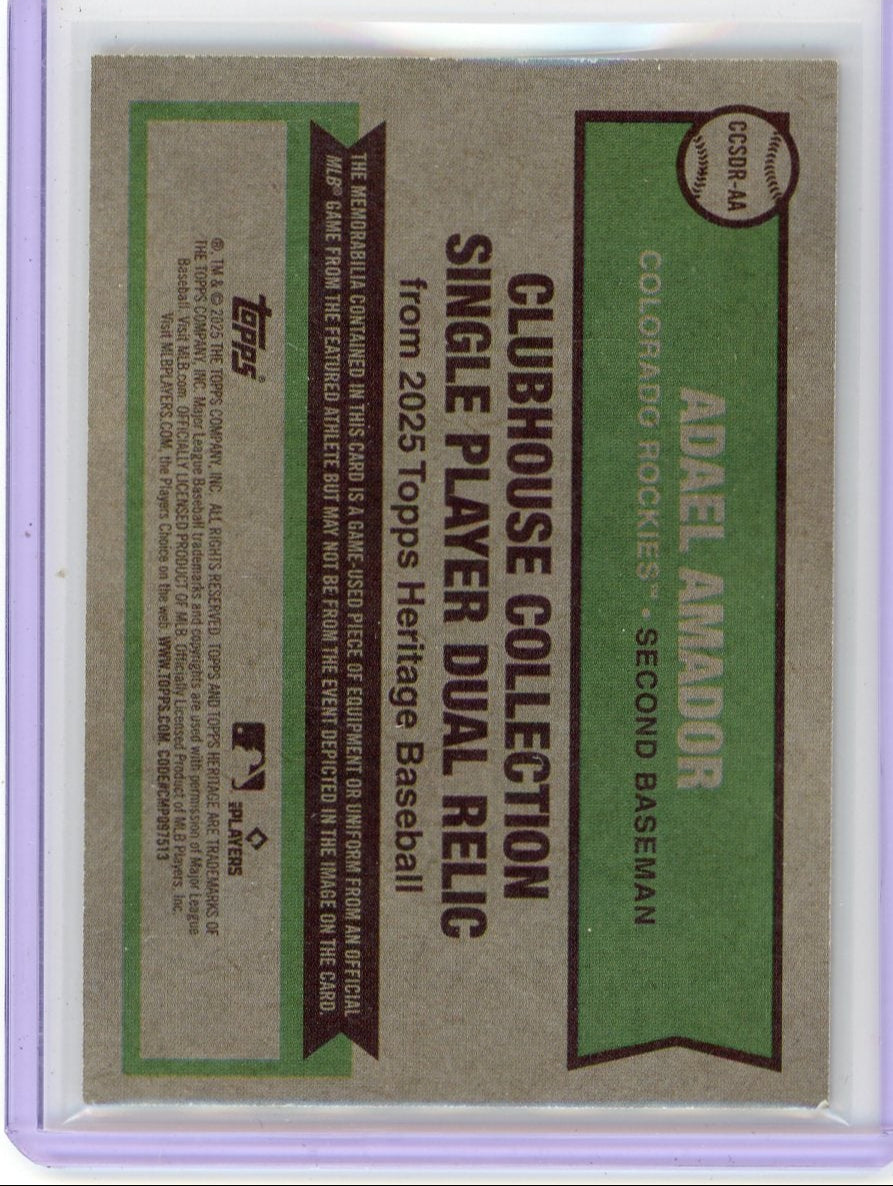 CCSDR-AA
ADAEL AMADOR
COLORADO ROCKIES™ • SECOND BASEMAN
CLUBHOUSE COLLECTION
SINGLE PLAYER DUAL RELIC
from 2025 Topps Heritage Baseball
THE MEMORABILIA CONTAINED IN THIS CARD IS A GAME-USED PIECE OF EQUIPMENT OR UNIFORM FROM AN OFFICIAL
MLB® GAME FROM THE FEATURED ATHLETE BUT MAY NOT BE FROM THE EVENT DEPICTED IN THE IMAGE ON THE CARD.
topps®
MLB PLAYERS
®, TM & © 2025 THE TOPPS COMPANY, INC. ALL RIGHTS RESERVED. TOPPS AND TOPPS HERITAGE ARE TRADEMARKS OF
THE TOPPS COMPANY, INC. Major League Baseball trademarks and copyrights are used with permission of Major League
Baseball. Visit MLB.com. OFFICIALLY LICENSED PRODUCT OF MLB. Officially Licensed Product of MLB Players, Inc.
Visit MLBPLAYERS.COM, the Players Choice on the web. WWW.TOPPS.COM CODE#CMP097513